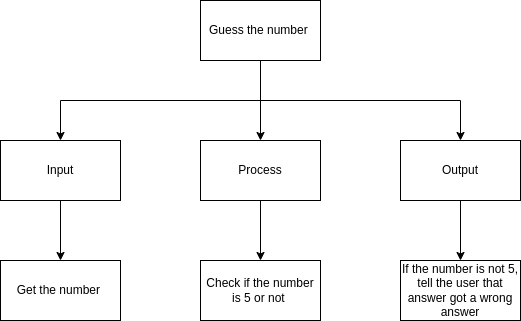 Guess the number
Input
Process
Output
Get the number
Check if the number
is 5 or not
If the number is not 5,
tell the user that
answer got a wrong
answer